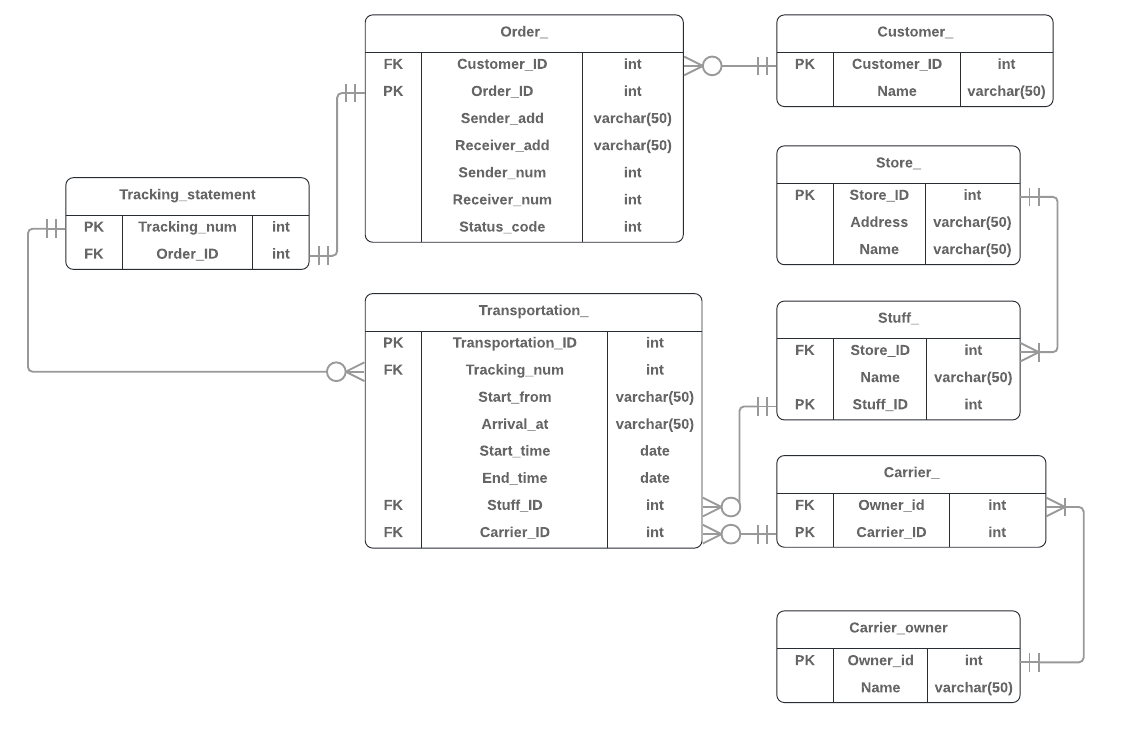 Order_
FK Customer_ID int
PK Order_ID int
Sender_add varchar(50)
Receiver_add varchar(50)
Sender_num int
Receiver_num int
Status_code int
Customer_
PK Customer_ID int
Name varchar(50)
Store_
PK Store_ID int
Address varchar(50)
Name varchar(50)
Tracking_statement
PK Tracking_num int
FK Order_ID int
Transportation_
PK Transportation_ID int
FK Tracking_num int
Start_from varchar(50)
Arrival_at varchar(50)
Start_time date
End_time date
FK Stuff_ID int
FK Carrier_ID int
Stuff_
FK Store_ID int
Name varchar(50)
PK Stuff_ID int
Carrier_
FK Owner_id int
PK Carrier_ID int
Carrier_owner
PK Owner_id int
Name varchar(50)